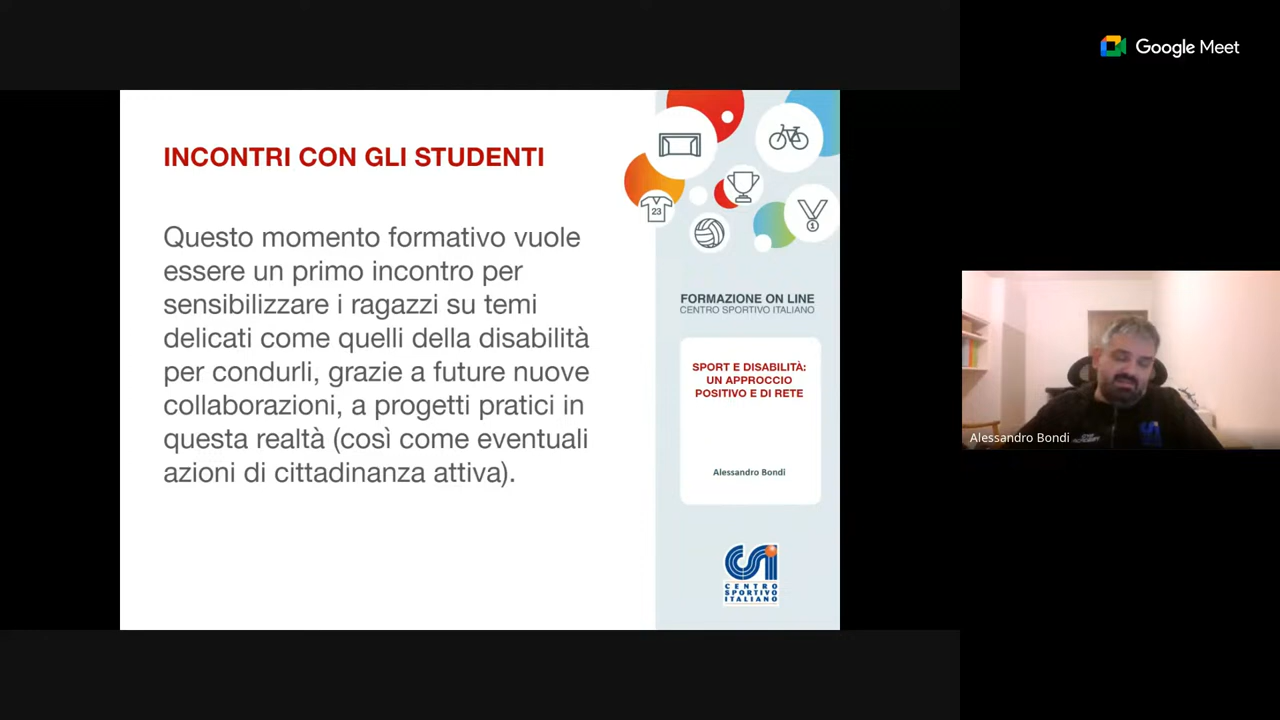 Google Meet
INCONTRI CON GLI STUDENTI
Questo momento formativo vuole
essere un primo incontro per
sensibilizzare i ragazzi su temi
delicati come quelli della disabilità
per condurli, grazie a future nuove
collaborazioni, a progetti pratici in
questa realtà (così come eventuali
azioni di cittadinanza attiva).
23
1
FORMAZIONE ON LINE
CENTRO SPORTIVO ITALIANO
SPORT E DISABILITÀ:
UN APPROCCIO
POSITIVO E DI RETE
Alessandro Bondi
CSI
CENTRO
SPORTIVO
ITALIANO
Alessandro Bondi